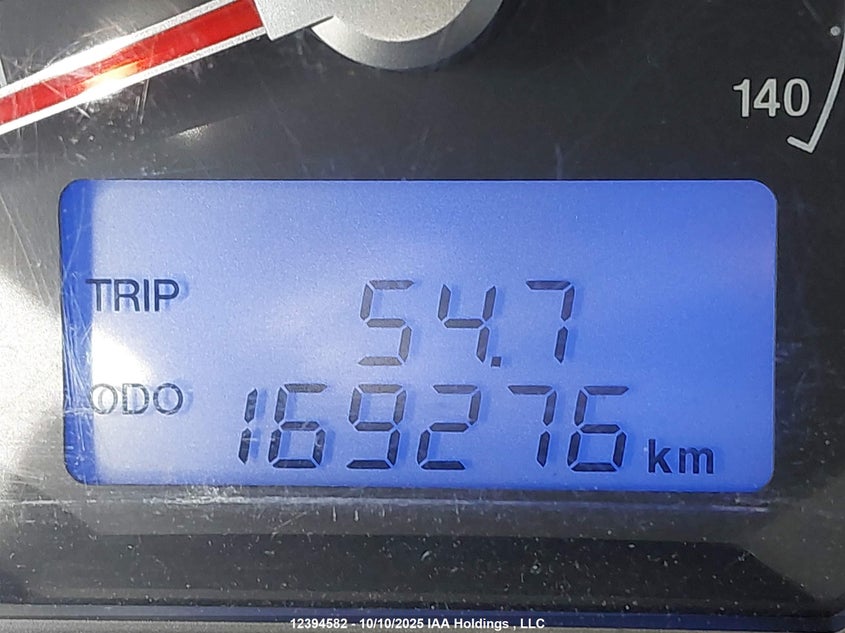 140
TRIP 54.7
ODO 169276 km
12394582 - 10/10/2025 IAA Holdings , LLC